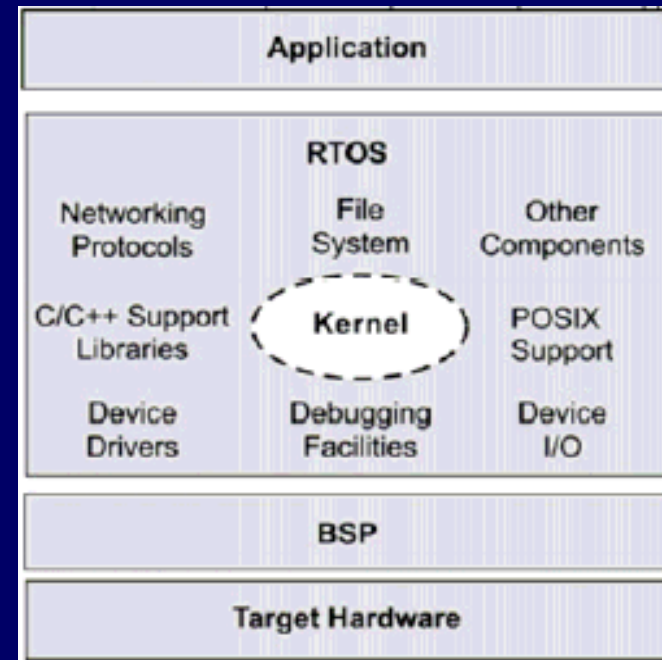 Application
RTOS
Networking Protocols
File System
Other Components
C/C++ Support Libraries
Kernel
POSIX Support
Device Drivers
Debugging Facilities
Device I/O
BSP
Target Hardware